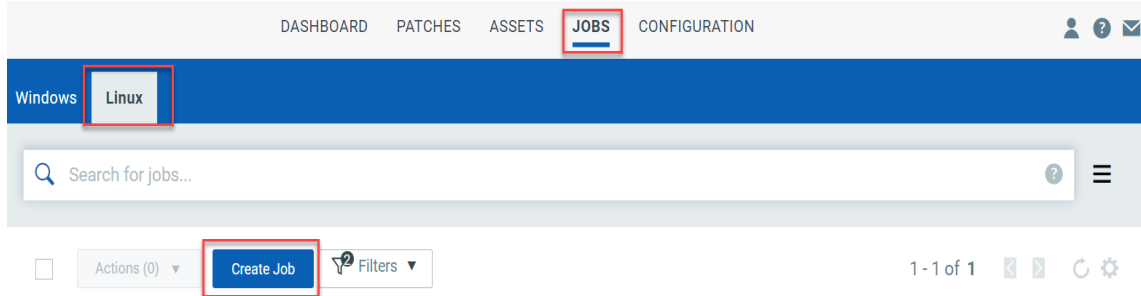 DASHBOARD PATCHES ASSETS JOBS CONFIGURATION
Windows Linux
Search for jobs...
Actions (0) Create Job 2 Filters 1 - 1 of 1